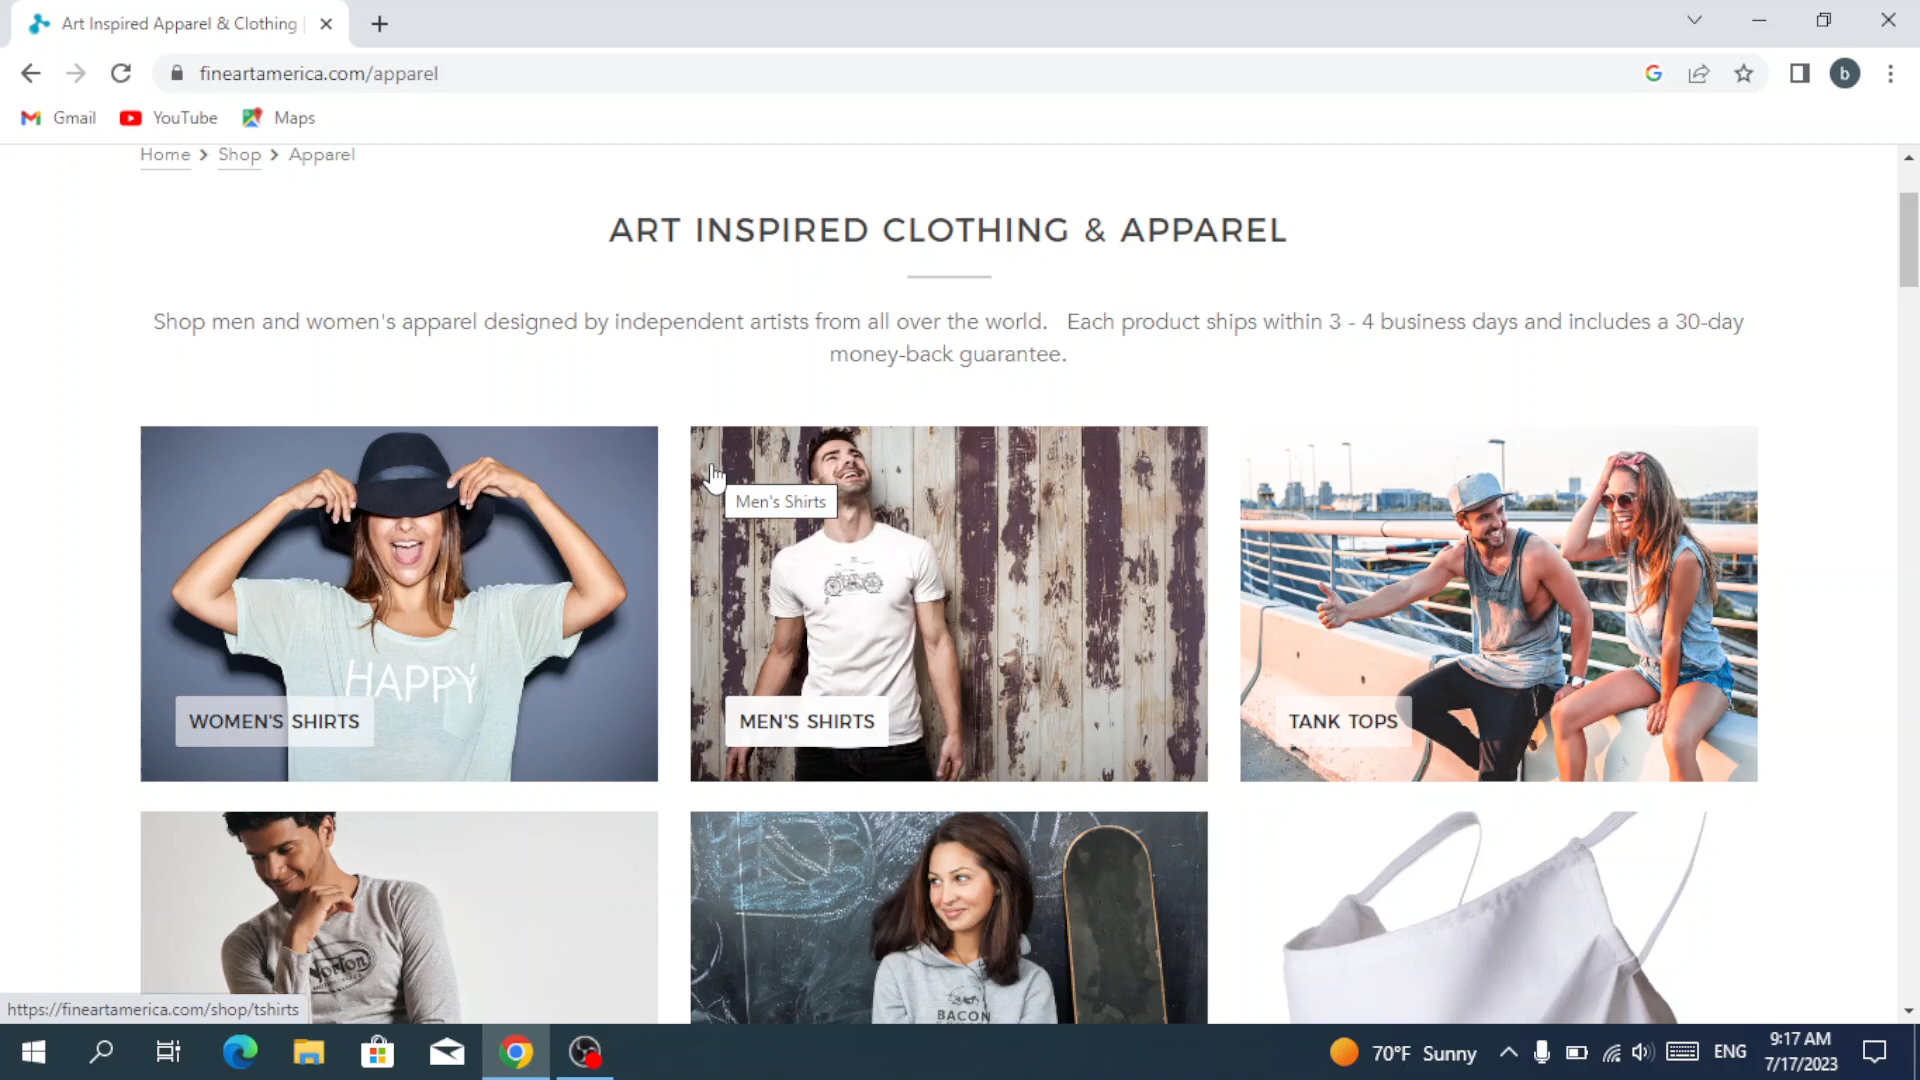 Art Inspired Apparel & Clothing |
fineartamerica.com/apparel
b
Gmail YouTube Maps
Home > Shop > Apparel
ART INSPIRED CLOTHING & APPAREL
Shop men and women's apparel designed by independent artists from all over the world. Each product ships within 3 - 4 business days and includes a 30-day
money-back guarantee.
Men's Shirts
HAPPY
WOMEN'S SHIRTS
MEN'S SHIRTS
TANK TOPS
Norton
BACON
https://fineartamerica.com/shop/tshirts
70°F Sunny
ENG
9:17 AM
7/17/2023